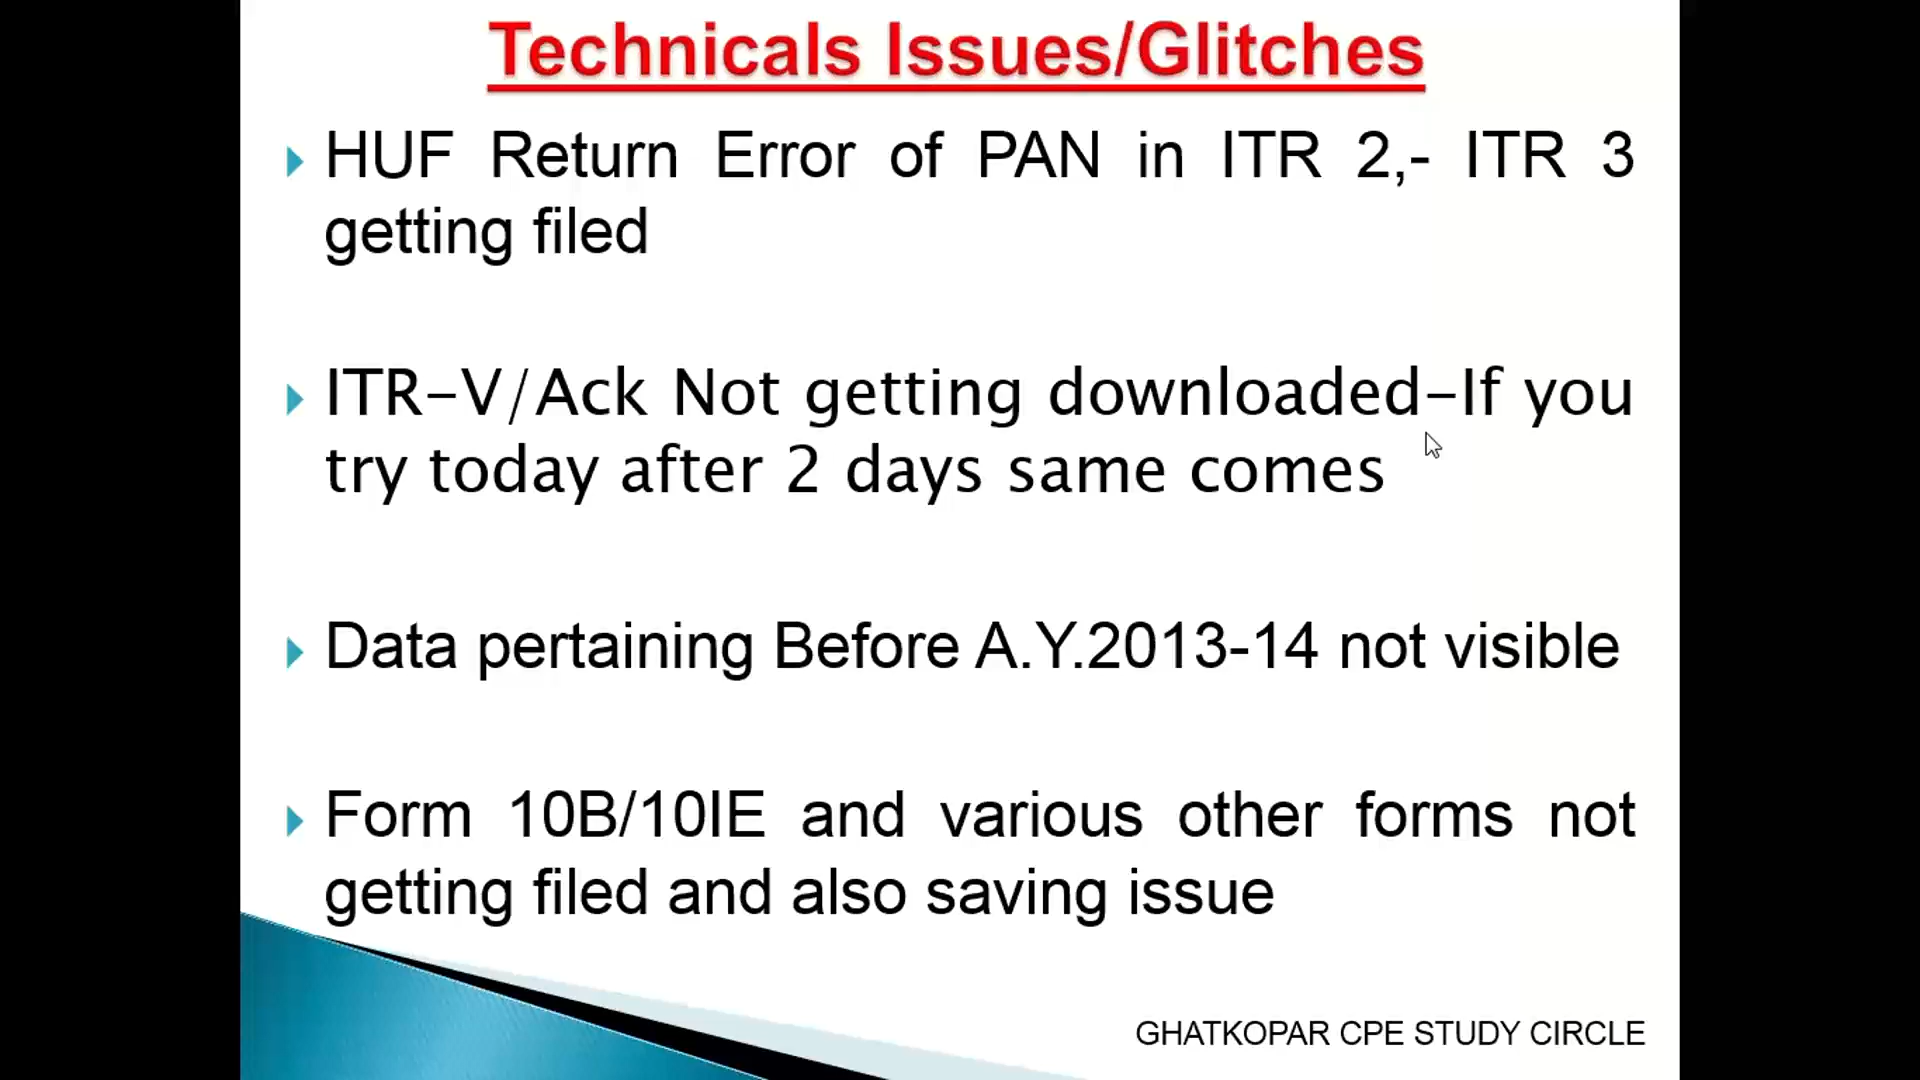 Technicals Issues/Glitches
HUF Return Error of PAN in ITR 2,- ITR 3
getting filed
ITR-V/Ack Not getting downloaded-If you
try today after 2 days same comes
Data pertaining Before A.Y.2013-14 not visible
Form 10B/10IE and various other forms not
getting filed and also saving issue
GHATKOPAR CPE STUDY CIRCLE